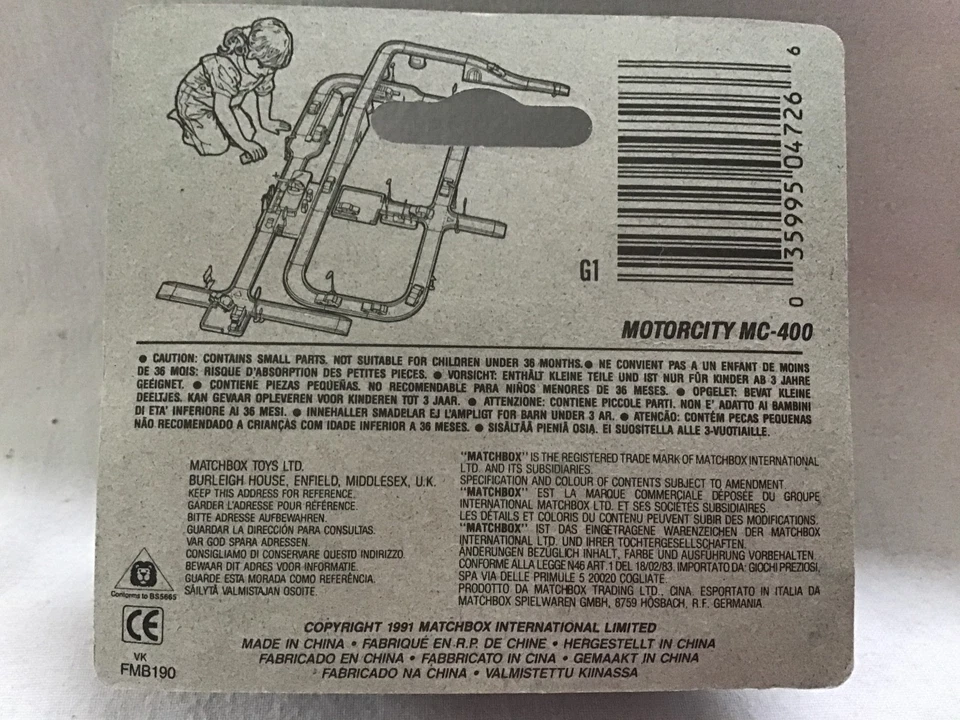 0 35995 04726 6
G1
MOTORCITY MC-400
● CAUTION: CONTAINS SMALL PARTS. NOT SUITABLE FOR CHILDREN UNDER 36 MONTHS. ● NE CONVIENT PAS A UN ENFANT DE MOINS
DE 36 MOIS: RISQUE D'ABSORPTION DES PETITES PIECES. ● VORSICHT: ENTHÄLT KLEINE TEILE UND IST NUR FÜR KINDER AB 3 JAHRE
GEEIGNET. ● CONTIENE PIEZAS PEQUEÑAS. NO RECOMENDABLE PARA NIÑOS MENORES DE 36 MESES. ● OPGELET: BEVAT KLEINE
DEELTJES. KAN GEVAAR OPLEVEREN VOOR KINDEREN TOT 3 JAAR. ● ATTENZIONE: CONTIENE PICCOLE PARTI. NON E' ADATTO AI BAMBINI
DI ETA' INFERIORE AI 36 MESI. ● INNEHALLER SMADELAR EJ LAMPLIGT FOR BARN UNDER 3 AR. ● ATENCÃO: CONTÉM PECAS PEQUENAS
NÃO RECOMENDADO A CRIANÇAS COM IDADE INFERIOR A 36 MESES. ● SISÄLTÄÄ PIENIÄ OSIA. EI SUOSITELLA ALLE 3-VUOTIAILLE.
MATCHBOX TOYS LTD.
BURLEIGH HOUSE, ENFIELD, MIDDLESEX, U.K.
KEEP THIS ADDRESS FOR REFERENCE.
GARDER L'ADRESSE POUR RÉFÉRENCE.
BITTE ADRESSE AUFBEWAHREN.
GUARDAR LA DIRECCIÓN PARA CONSULTAS.
VAR GOD SPARA ADRESSEN.
CONSIGLIAMO DI CONSERVARE QUESTO INDIRIZZO.
BEWAAR DIT ADRES VOOR INFORMATIE.
GUARDE ESTA MORADA COMO REFERÊNCIA.
SÄILYTÄ VALMISTAJAN OSOITE.
"MATCHBOX" IS THE REGISTERED TRADE MARK OF MATCHBOX INTERNATIONAL
LTD. AND ITS SUBSIDIARIES.
SPECIFICATION AND COLOUR OF CONTENTS SUBJECT TO AMENDMENT.
"MATCHBOX" EST LA MARQUE COMMERCIALE DÉPOSÉE DU GROUPE
INTERNATIONAL MATCHBOX LTD. ET SES SOCIÉTÉS SUBSIDIAIRES.
LES DÉTAILS ET COLORIS DU CONTENU PEUVENT SUBIR DES MODIFICATIONS.
"MATCHBOX" IST DAS EINGETRAGENE WARENZEICHEN DER MATCHBOX
INTERNATIONAL LTD. UND IHRER TOCHTERGESELLSCHAFTEN.
ÄNDERUNGEN BEZÜGLICH INHALT, FARBE UND AUSFÜHRUNG VORBEHALTEN.
CONFORME ALLA LEGGE N46 ART.1 DEL 18/02/83. IMPORTATO DA: GIOCHI PREZIOSI,
SPA VIA DELLE PRIMULE 5 20020 COGLIATE
PRODOTTO DA MATCHBOX TRADING LTD., CINA. ESPORTATO IN ITALIA DA
MATCHBOX SPIELWAREN GMBH, 8759 HÖSBACH, R.F. GERMANIA
Conforms to BS5665
CE
VK
FMB190
COPYRIGHT 1991 MATCHBOX INTERNATIONAL LIMITED
MADE IN CHINA • FABRIQUÉ EN R.P. DE CHINE • HERGESTELLT IN CHINA
FABRICADO EN CHINA • FABBRICATO IN CINA • GEMAAKT IN CHINA
FABRICADO NA CHINA • VALMISTETTU KIINASSA